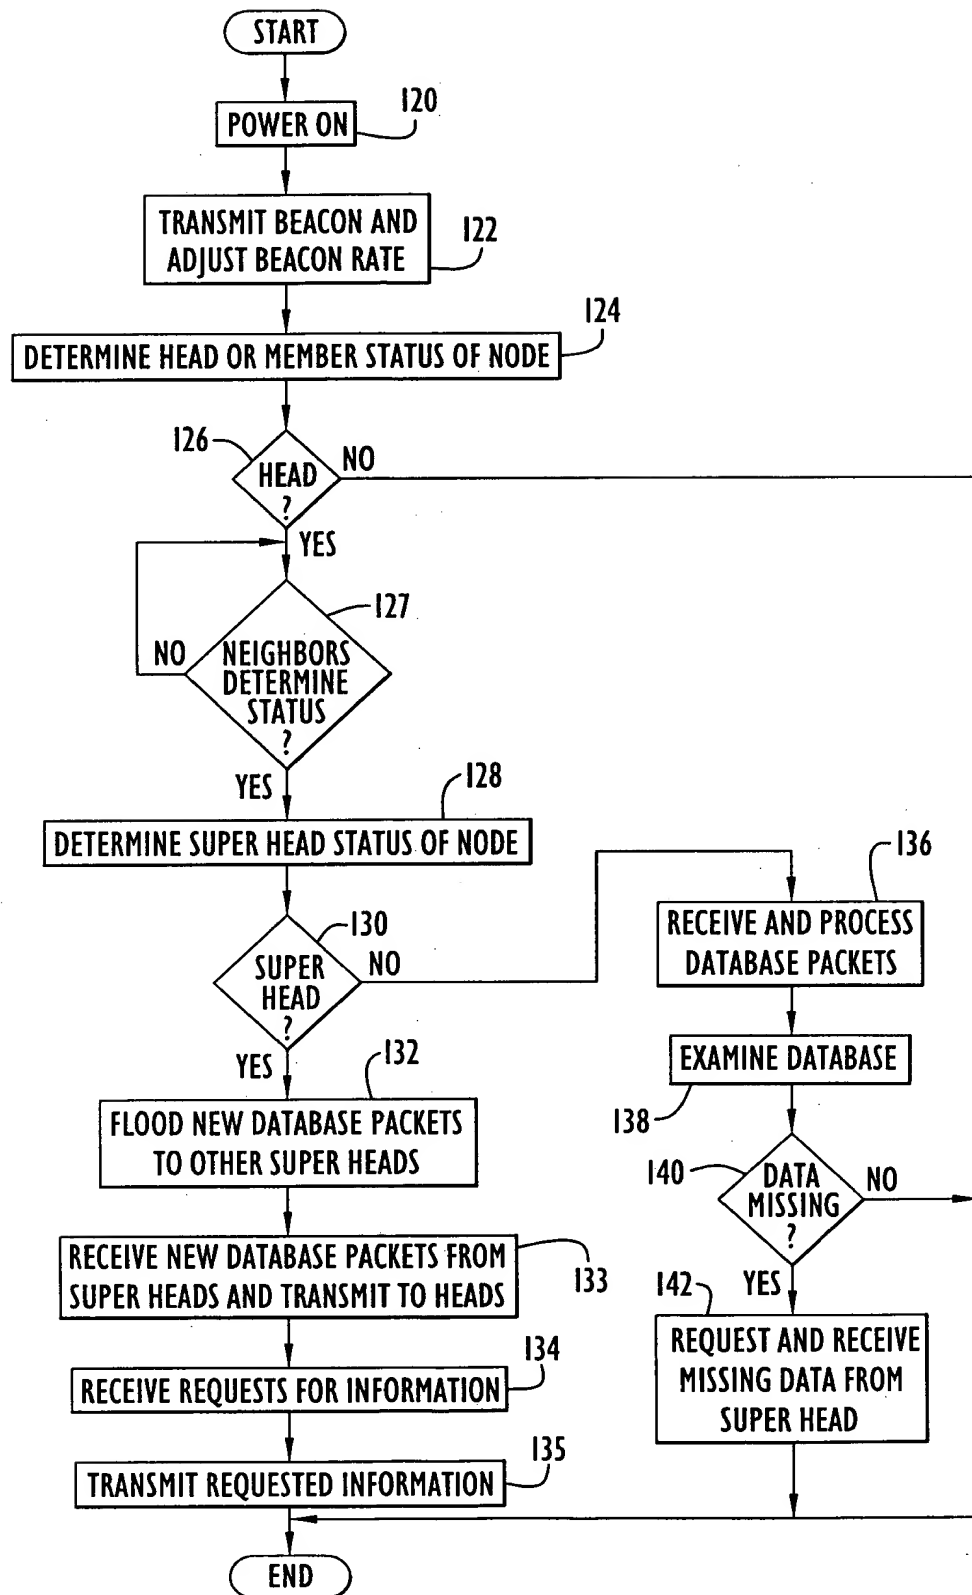 START
POWER ON
120
TRANSMIT BEACON AND
ADJUST BEACON RATE
122
124
DETERMINE HEAD OR MEMBER STATUS OF NODE
126
HEAD
?
NO
YES
127
NO
NEIGHBORS
DETERMINE
STATUS
?
YES
128
DETERMINE SUPER HEAD STATUS OF NODE
130
SUPER
HEAD
?
NO
YES
132
FLOOD NEW DATABASE PACKETS
TO OTHER SUPER HEADS
RECEIVE NEW DATABASE PACKETS FROM
SUPER HEADS AND TRANSMIT TO HEADS
133
134
RECEIVE REQUESTS FOR INFORMATION
135
TRANSMIT REQUESTED INFORMATION
END
136
RECEIVE AND PROCESS
DATABASE PACKETS
EXAMINE DATABASE
138
140
DATA
MISSING
?
NO
YES
142
REQUEST AND RECEIVE
MISSING DATA FROM
SUPER HEAD